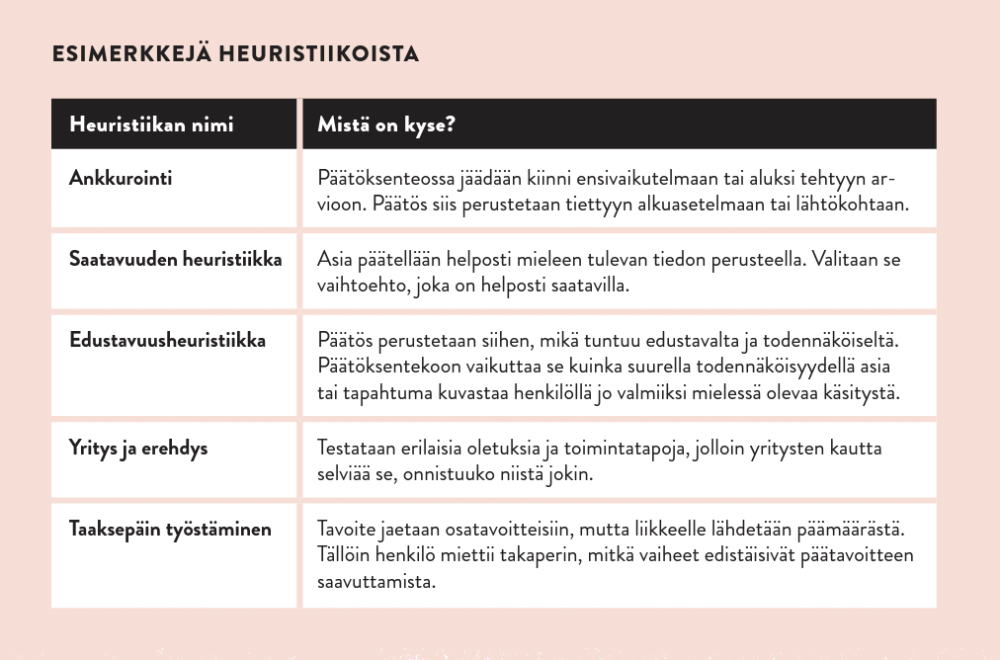 ESIMERKKEJÄ HEURISTIIKOISTA
Heuristiikan nimi
Mistä on kyse?
Ankkurointi
Päätöksenteossa jäädään kiinni ensivaikutelmaan tai aluksi tehtyyn ar-
vioon. Päätös siis perustetaan tiettyyn alkuasetelmaan tai lähtökohtaan.
Saatavuuden heuristiikka
Asia päätellään helposti mieleen tulevan tiedon perusteella. Valitaan se
vaihtoehto, joka on helposti saatavilla.
Edustavuusheuristiikka
Päätös perustetaan siihen, mikä tuntuu edustavalta ja todennäköiseltä.
Päätöksentekoon vaikuttaa se kuinka suurella todennäköisyydellä asia
tai tapahtuma kuvastaa henkilöllä jo valmiiksi mielessä olevaa käsitystä.
Yritys ja erehdys
Testataan erilaisia oletuksia ja toimintatapoja, jolloin yritysten kautta
selviää se, onnistuuko niistä jokin.
Taaksepäin työstäminen
Tavoite jaetaan osatavoitteisiin, mutta liikkeelle lähdetään päämäärästä.
Tällöin henkilö miettii takaperin, mitkä vaiheet edistäisivät päätavoitteen
saavuttamista.